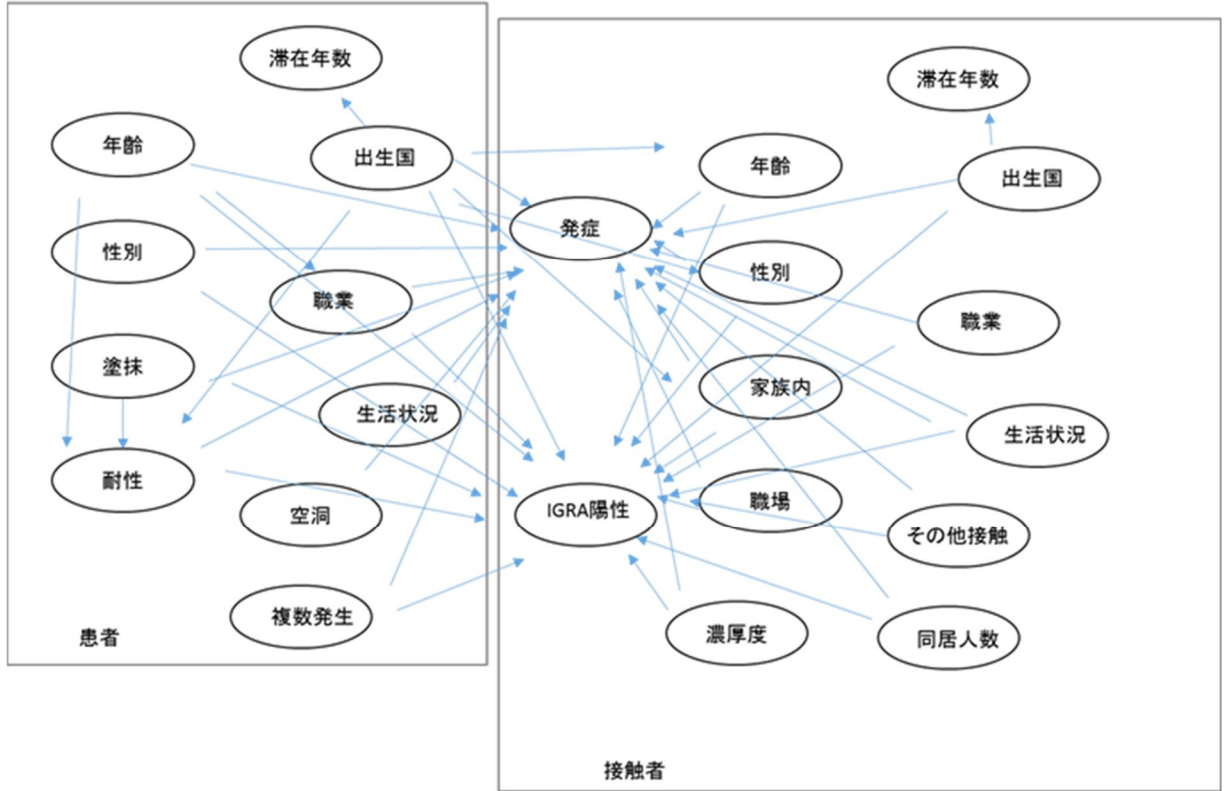 滞在年数
年齢
出生国
性別
職業
塗抹
生活状況
耐性
空洞
複数発生
患者
滞在年数
年齢
出生国
発症
性別
職業
家族内
生活状況
IGRA陽性
職場
その他接触
濃厚度
同居人数
接触者